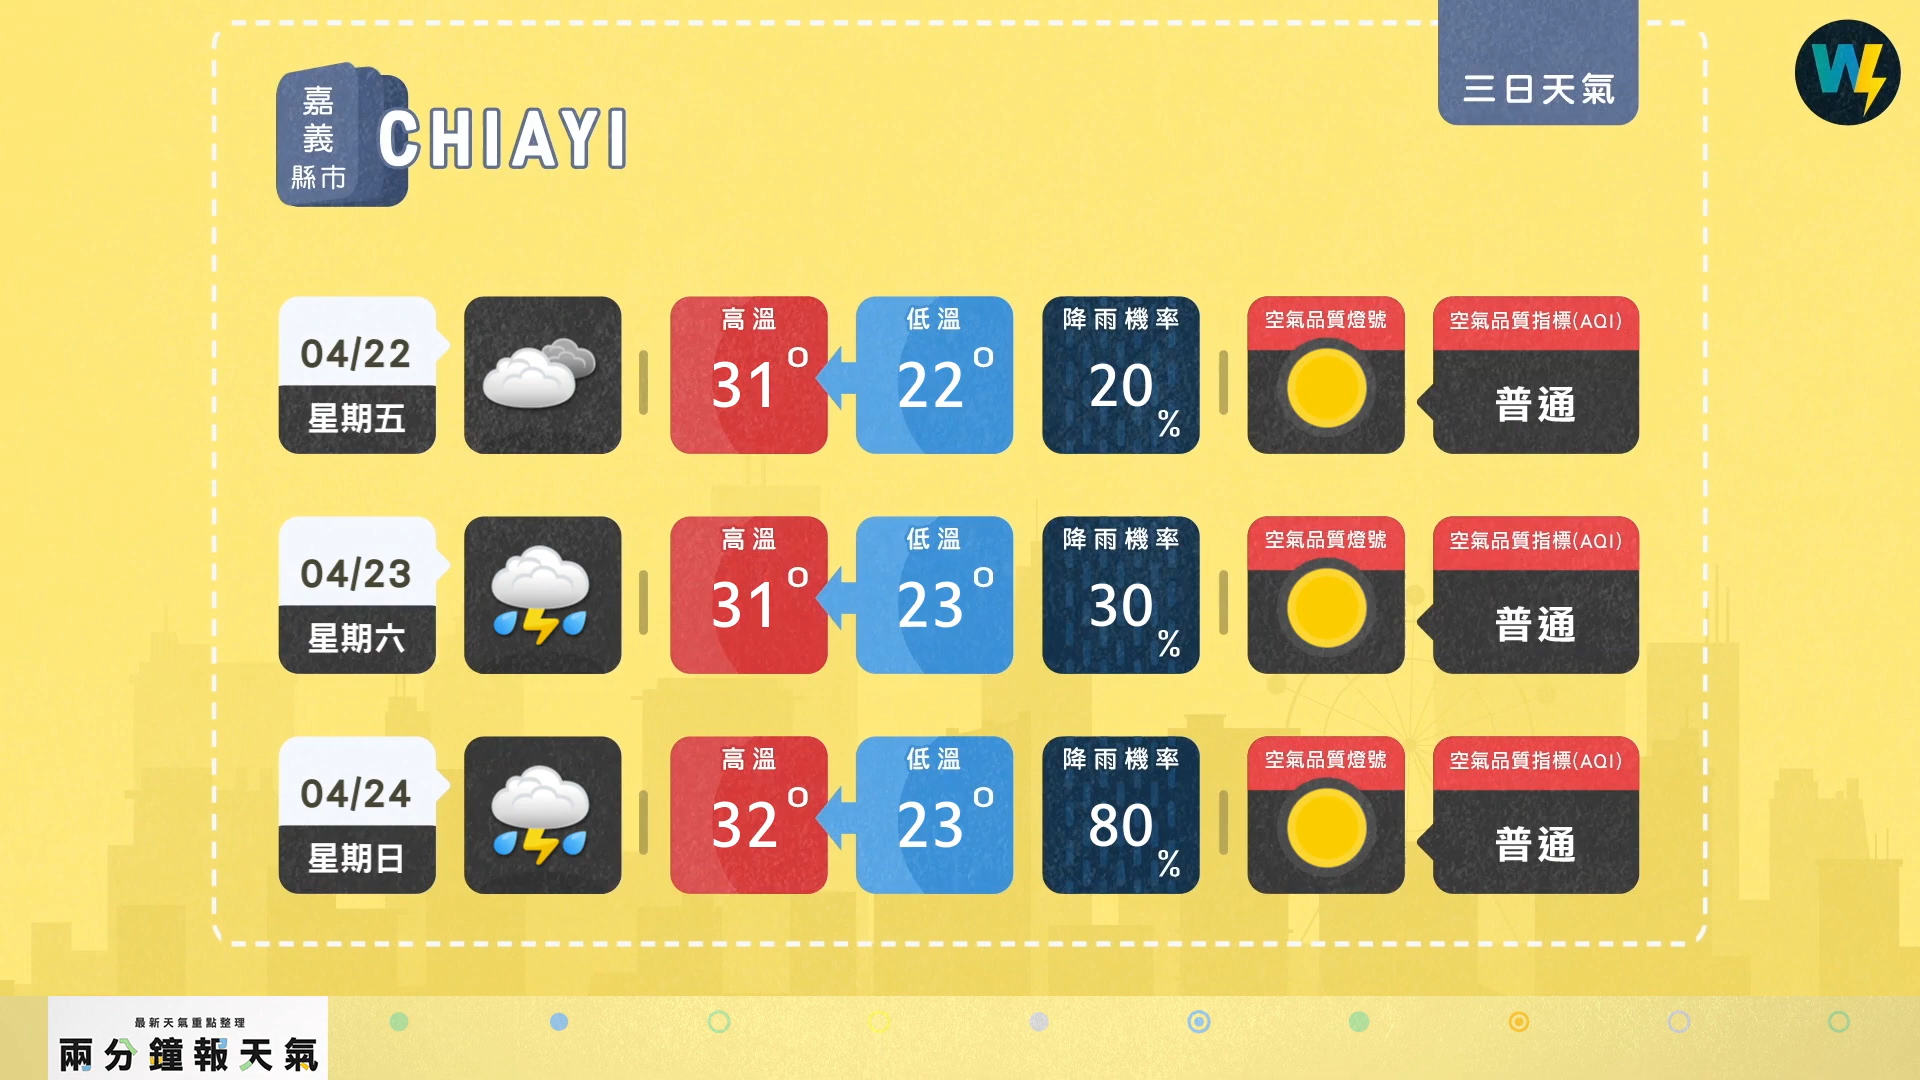 嘉義縣市
CHIAYI
三日天氣
W
04/22
星期五
高溫
31°
低溫
22°
降雨機率
20%
空氣品質燈號
空氣品質指標(AQI)
普通
04/23
星期六
高溫
31°
低溫
23°
降雨機率
30%
空氣品質燈號
空氣品質指標(AQI)
普通
04/24
星期日
高溫
32°
低溫
23°
降雨機率
80%
空氣品質燈號
空氣品質指標(AQI)
普通
最新天氣重點整理
兩分鐘報天氣